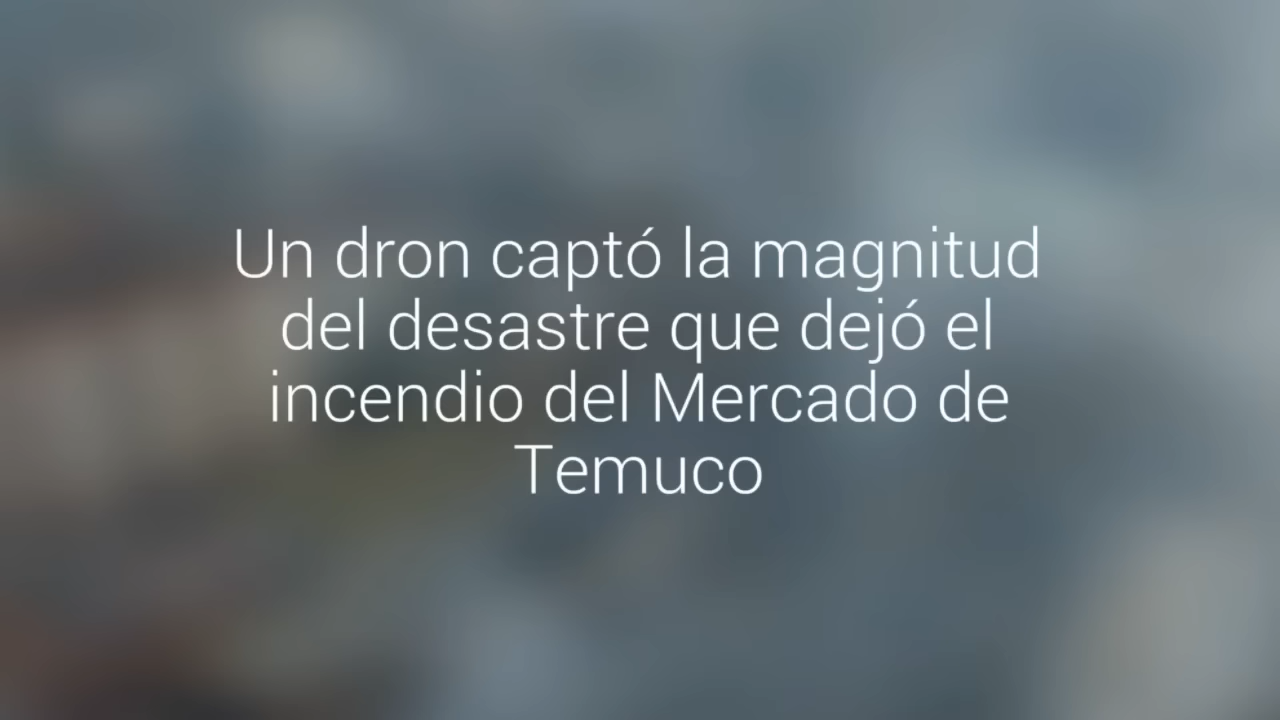 Un dron captó la magnitud
del desastre que dejó el
incendio del Mercado de
Temuco